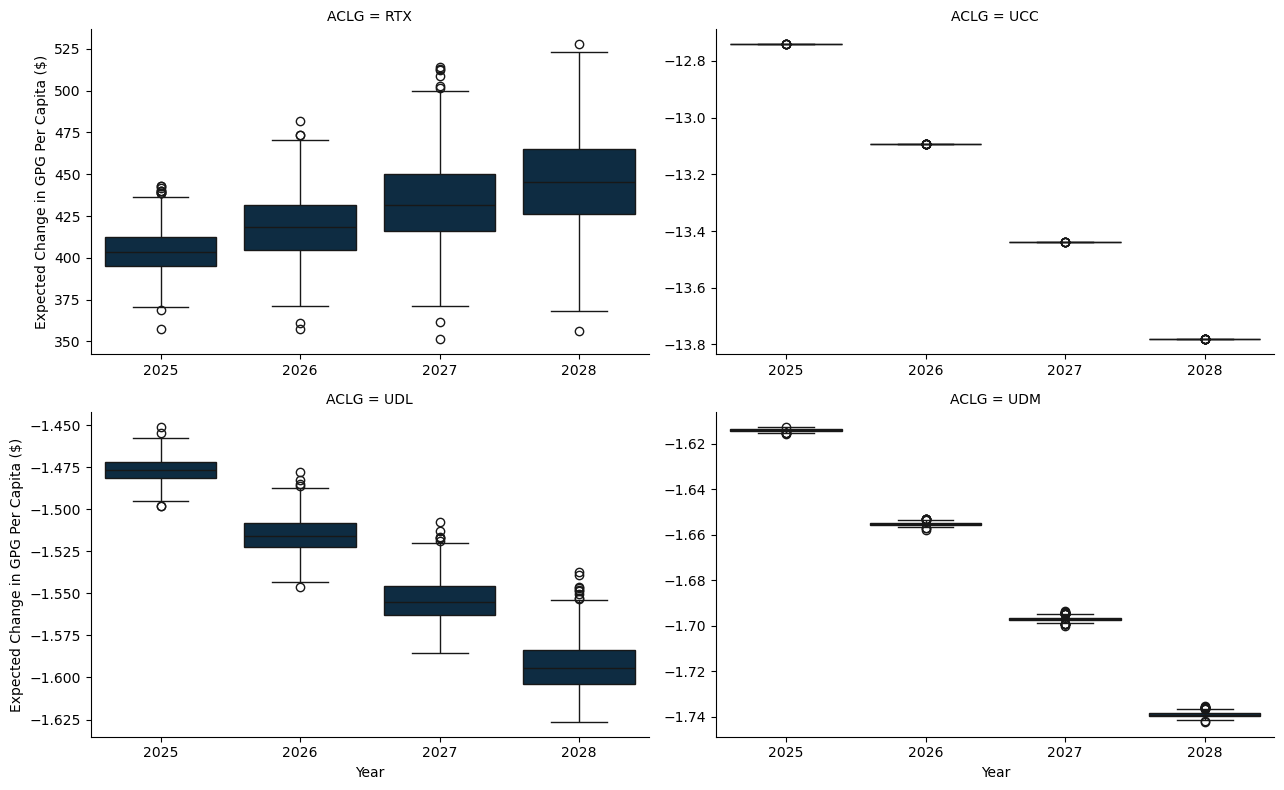 ACLG = RTX
Expected Change in GPG Per Capita ($)
525
500
475
450
425
400
375
350
2025 2026 2027 2028
ACLG = UCC
−12.8
−13.0
−13.2
−13.4
−13.6
−13.8
2025 2026 2027 2028
ACLG = UDL
Expected Change in GPG Per Capita ($)
−1.450
−1.475
−1.500
−1.525
−1.550
−1.575
−1.600
−1.625
2025 2026 2027 2028
Year
ACLG = UDM
−1.62
−1.64
−1.66
−1.68
−1.70
−1.72
−1.74
2025 2026 2027 2028
Year